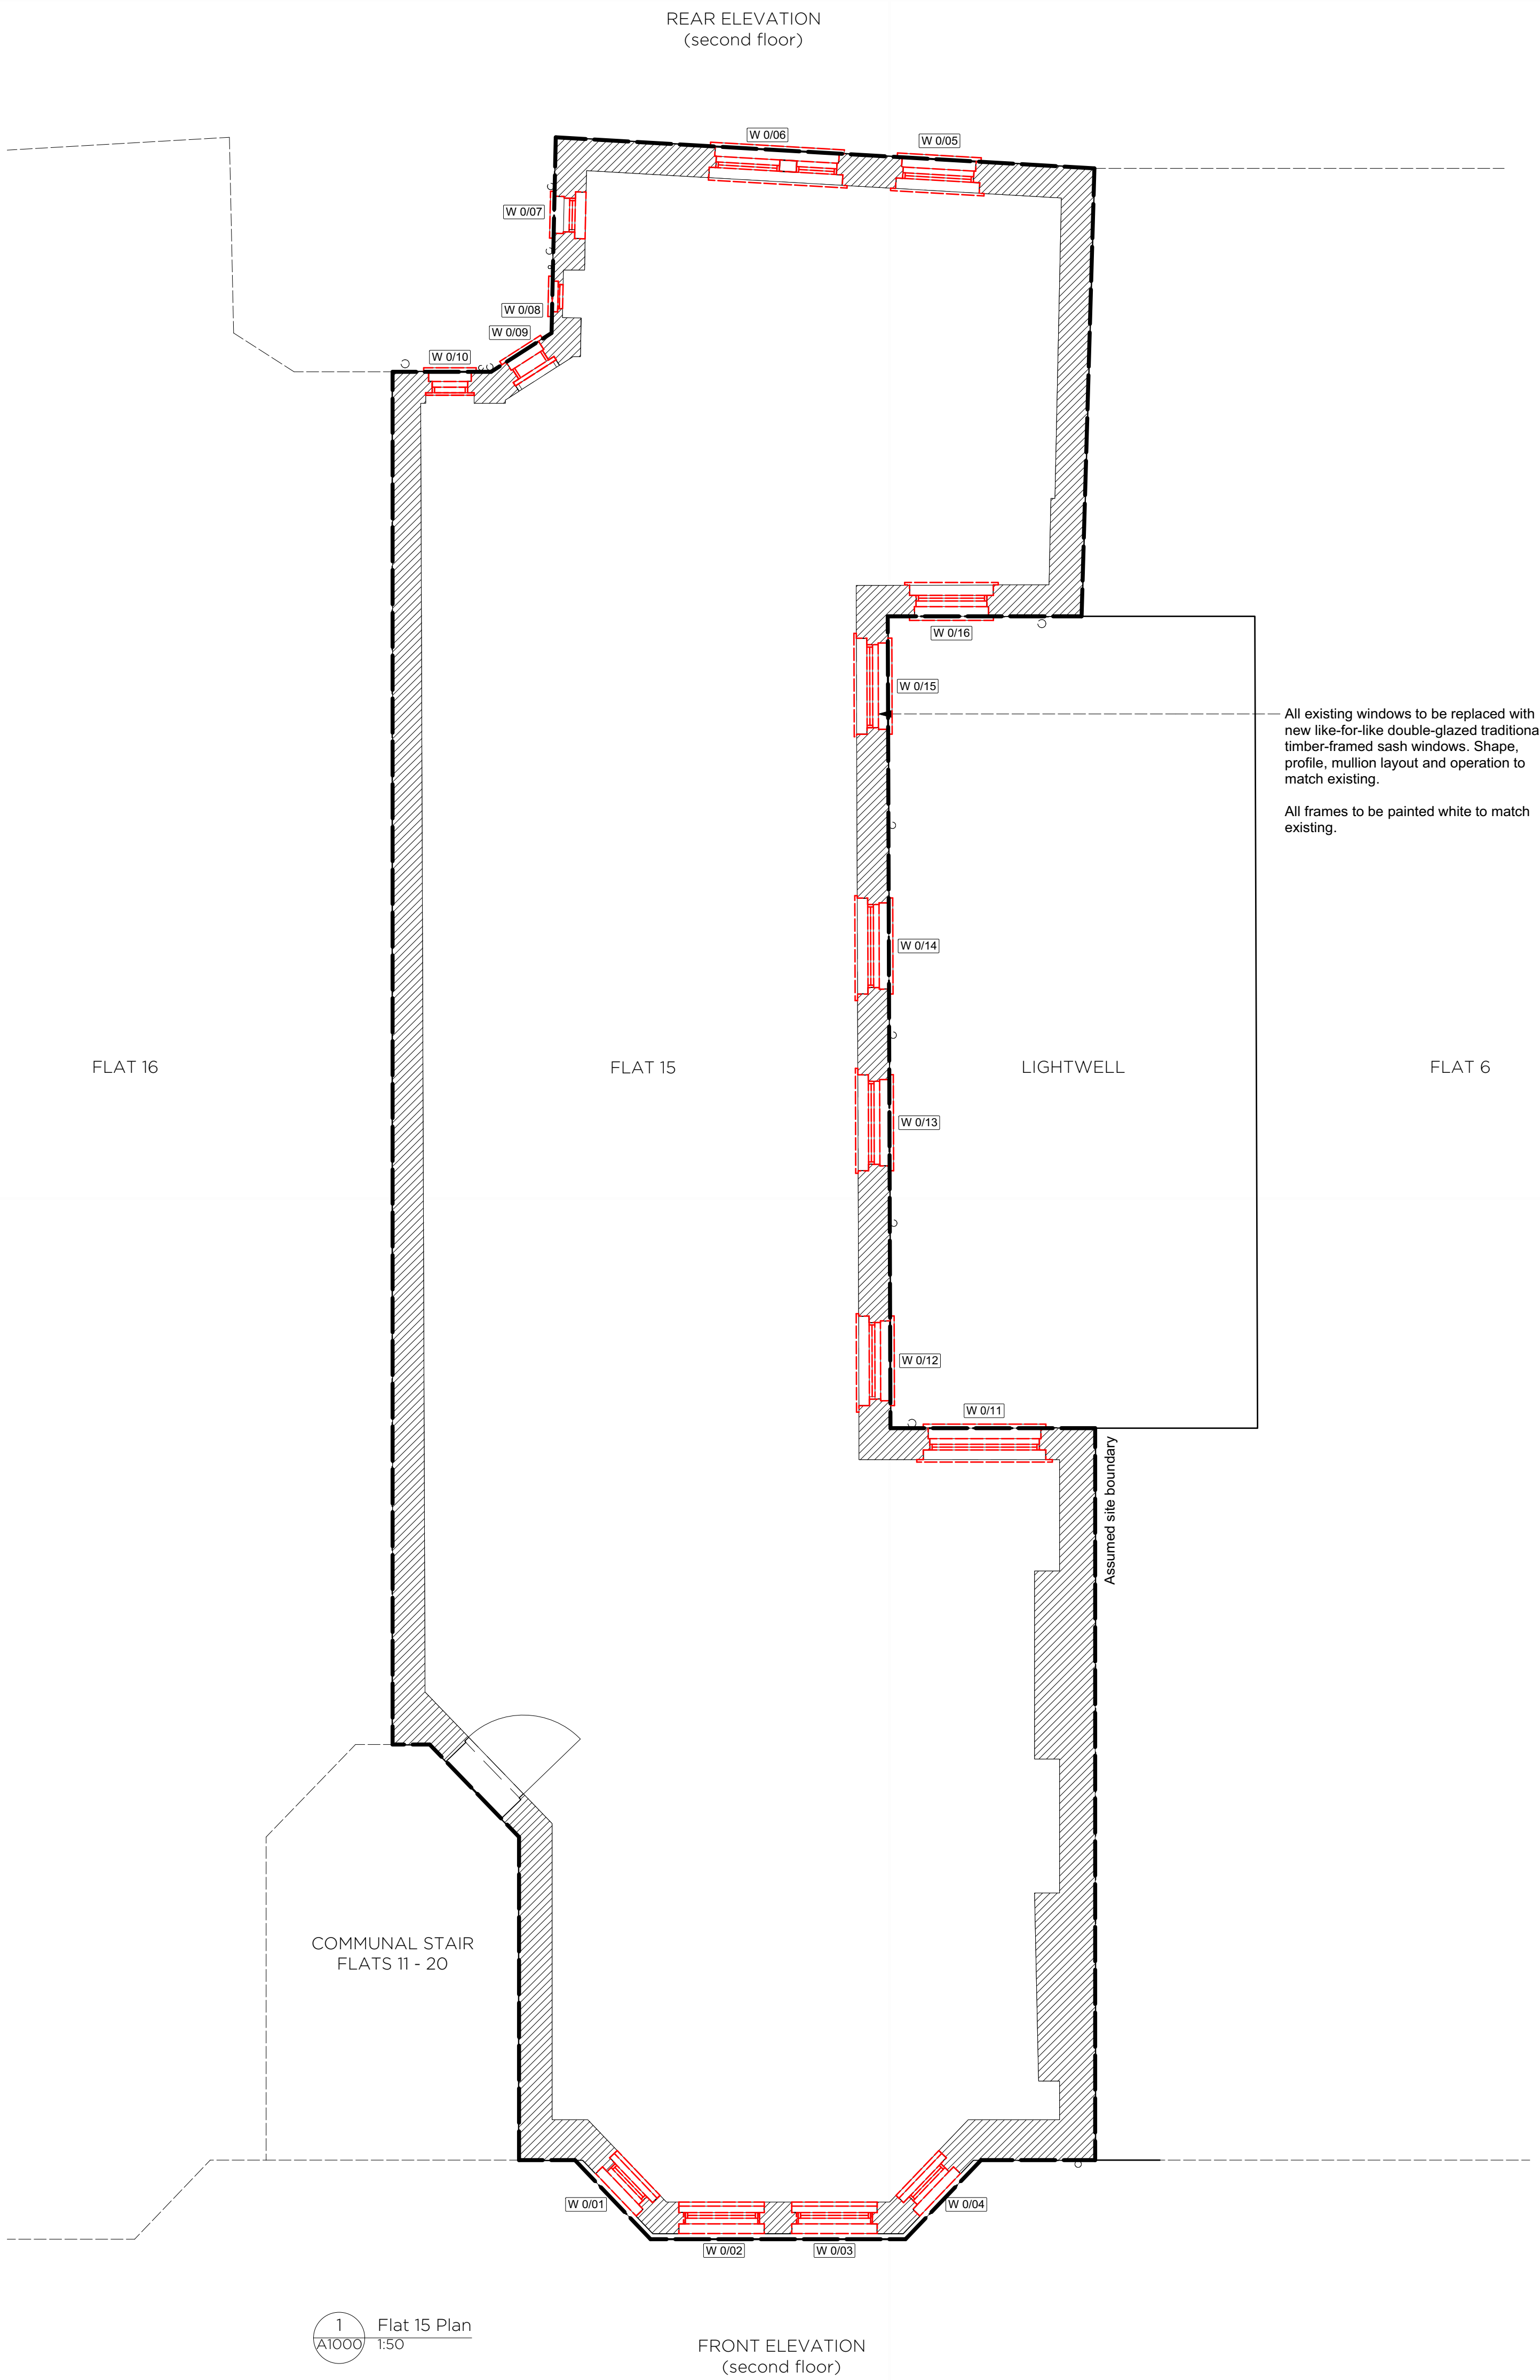 REAR ELEVATION
(second floor)
W 0/06
W 0/05
W 0/07
W 0/08
W 0/09
W 0/10
W 0/16
W 0/15
All existing windows to be replaced with
new like-for-like double-glazed traditiona
timber-framed sash windows. Shape,
profile, mullion layout and operation to
match existing.
All frames to be painted white to match
existing.
W 0/14
FLAT 16
FLAT 15
LIGHTWELL
FLAT 6
W 0/13
W 0/12
W 0/11
Assumed site boundary
COMMUNAL STAIR
FLATS 11 - 20
W 0/01
W 0/04
W 0/02
W 0/03
1
A1000
Flat 15 Plan
1:50
FRONT ELEVATION
(second floor)